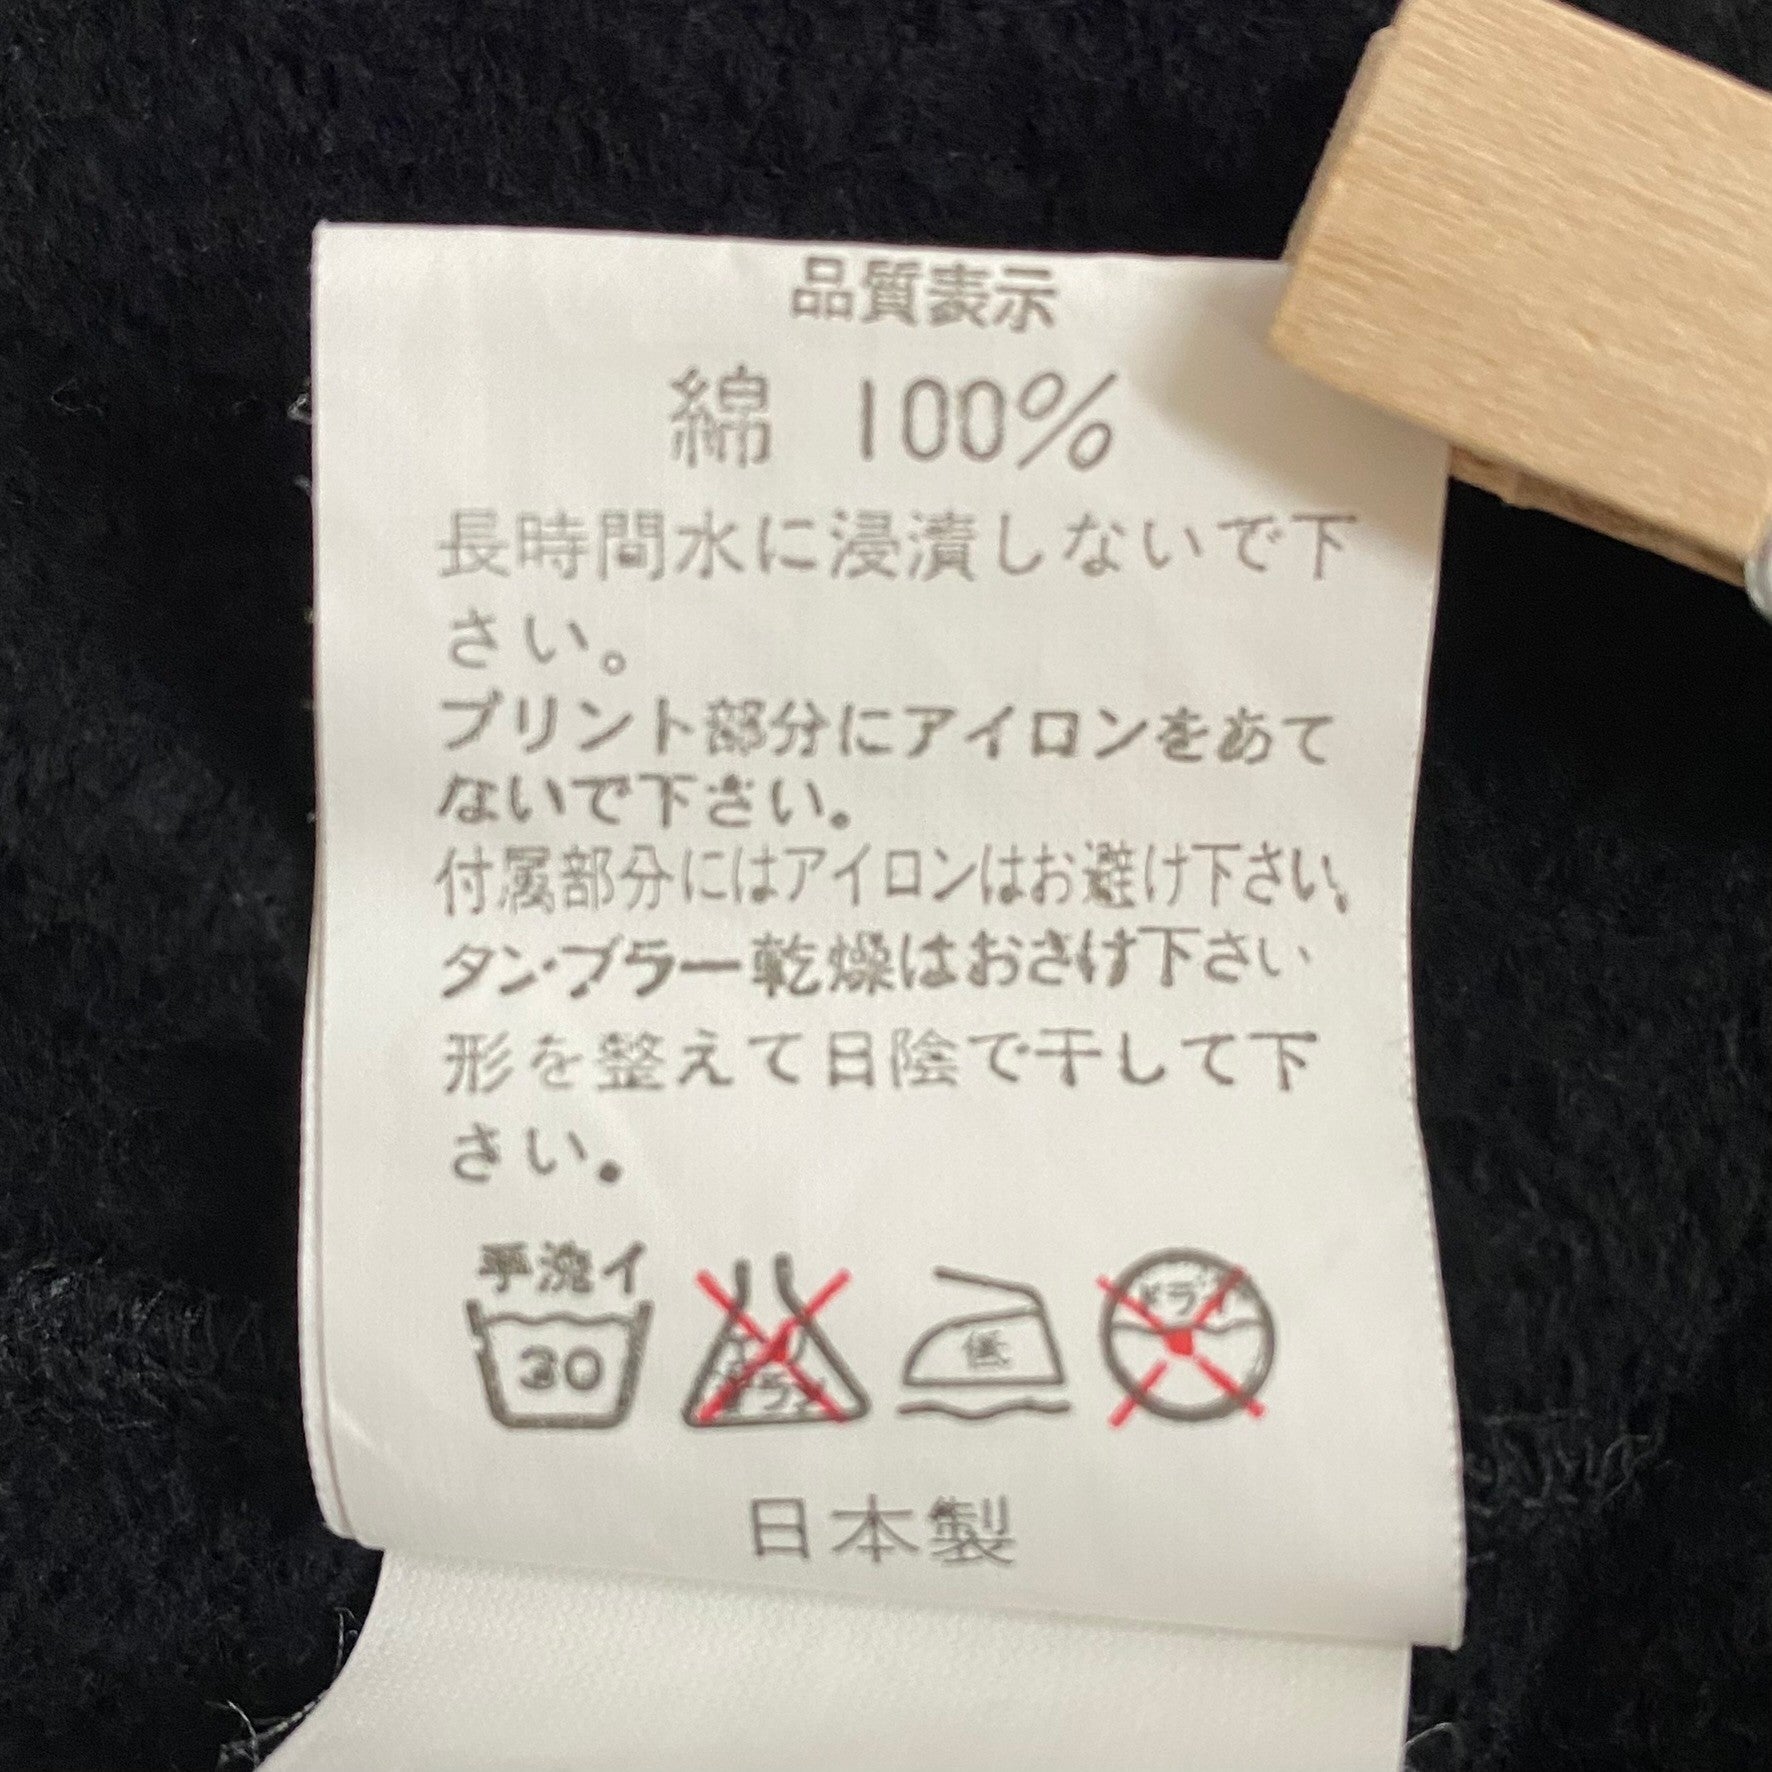 品質表示
綿 100%
長時間水に浸漬しないで下
さい。
プリント部分にアイロンをあて
ないで下さい。
付属部分にはアイロンはお避け下さい。
タンブラー乾燥はおさけ下さい
形を整えて日陰で干して下
さい。
手洗イ
30
低
ドライ
日本製